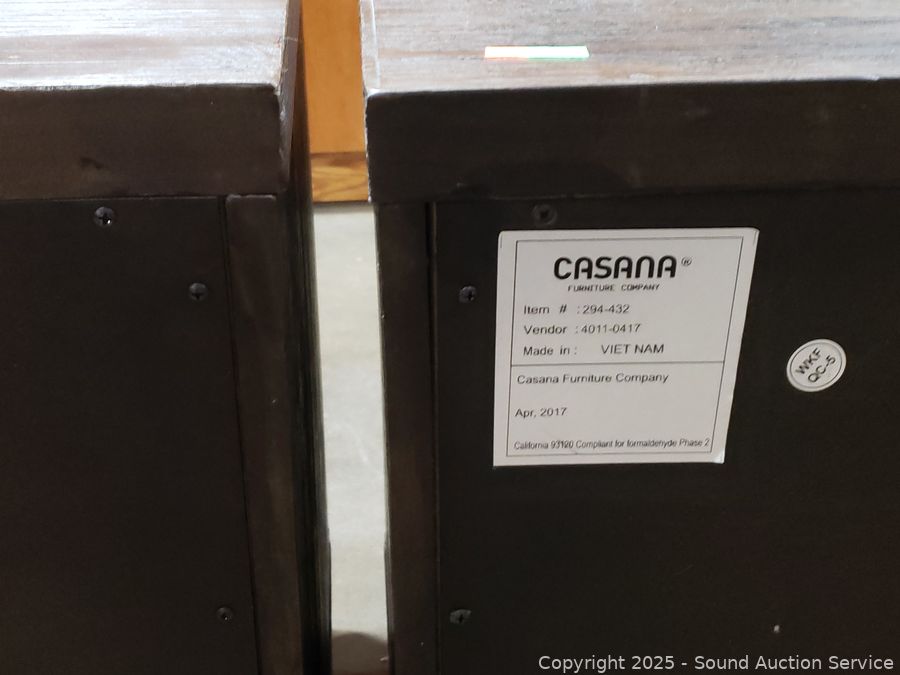 CASANA®
FURNITURE COMPANY
Item # : 294-432
Vendor : 4011-0417
Made in : VIET NAM
Casana Furniture Company
Apr, 2017
California 93120 Compliant for formaldehyde Phase 2
WKF
QC-5
Copyright © 2025 - Sound Auction Service